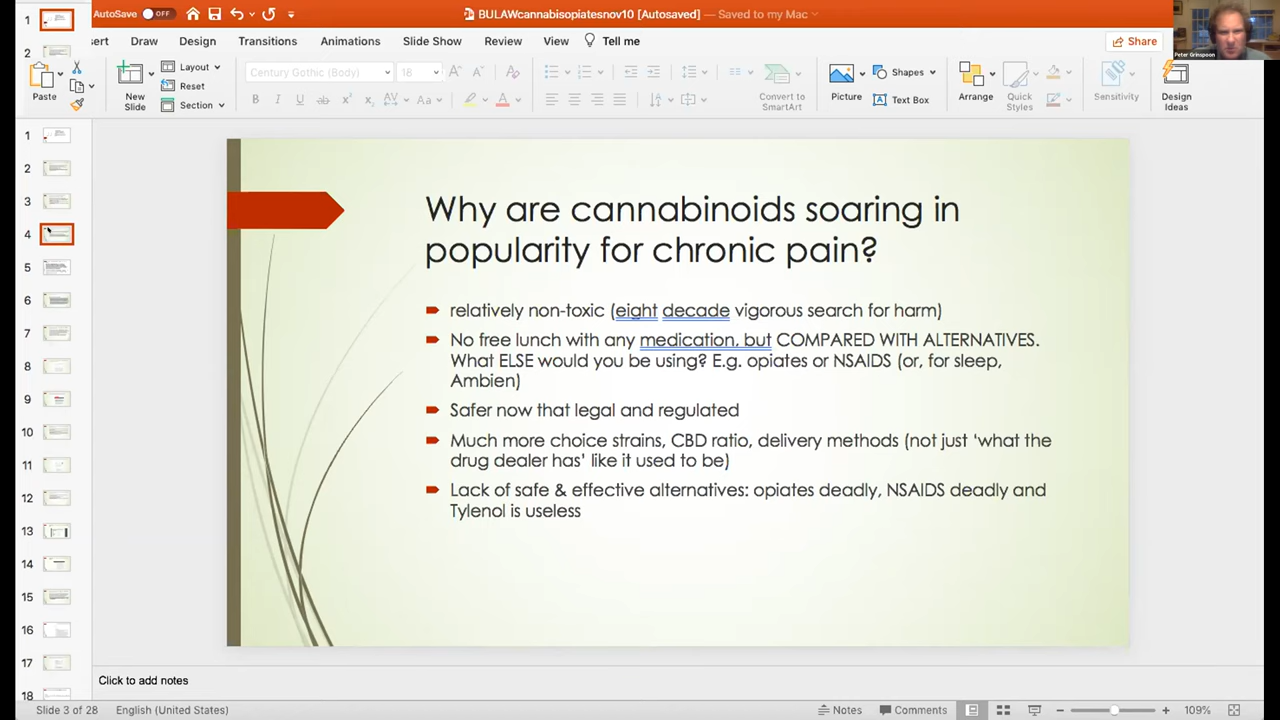 AutoSave OFF
BULAWcannabisopiatesnov10 [Autosaved] — Saved to my Mac
Peter Grinspoon
ert Draw Design Transitions Animations Slide Show Review View Tell me Share
Paste
New Slide
Layout
Reset
Section
Century Gothic (Body) 18
Convert to SmartArt
Picture
Shapes
Text Box
Arrange
Quick Styles
Sensitivity
Design Ideas
1
2
1
2
3
4
5
6
7
8
9
10
11
12
13
14
15
16
17
18
Why are cannabinoids soaring in
popularity for chronic pain?
relatively non-toxic (eight decade vigorous search for harm)
No free lunch with any medication, but COMPARED WITH ALTERNATIVES.
What ELSE would you be using? E.g. opiates or NSAIDS (or, for sleep,
Ambien)
Safer now that legal and regulated
Much more choice strains, CBD ratio, delivery methods (not just ‘what the
drug dealer has’ like it used to be)
Lack of safe & effective alternatives: opiates deadly, NSAIDS deadly and
Tylenol is useless
Click to add notes
Slide 3 of 28 English (United States) Notes Comments 109%